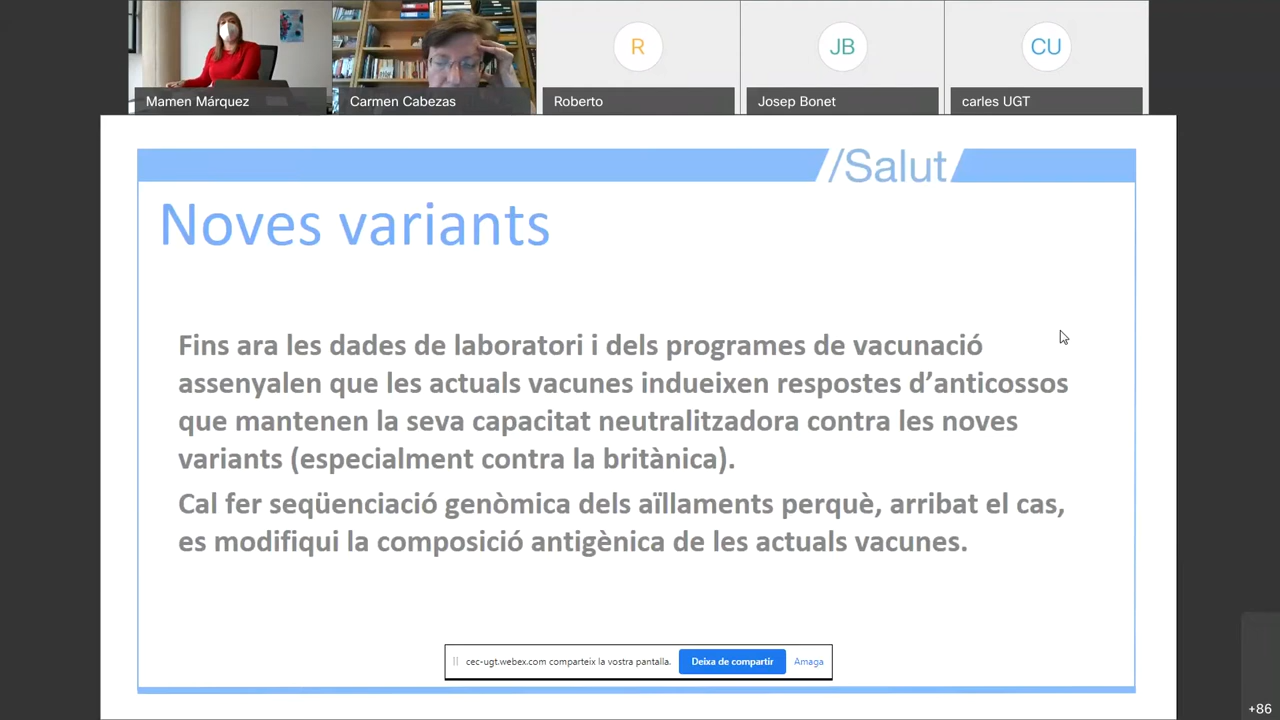 R
JB
CU
Mamen Márquez
Carmen Cabezas
Roberto
Josep Bonet
carles UGT
/Salut/
Noves variants
Fins ara les dades de laboratori i dels programes de vacunació
assenyalen que les actuals vacunes indueixen respostes d’anticossos
que mantenen la seva capacitat neutralitzadora contra les noves
variants (especialment contra la britànica).
Cal fer seqüenciació genòmica dels aïllaments perquè, arribat el cas,
es modifiqui la composició antigènica de les actuals vacunes.
cec-ugt.webex.com comparteix la vostra pantalla.
Deixa de compartir
Amaga
+86